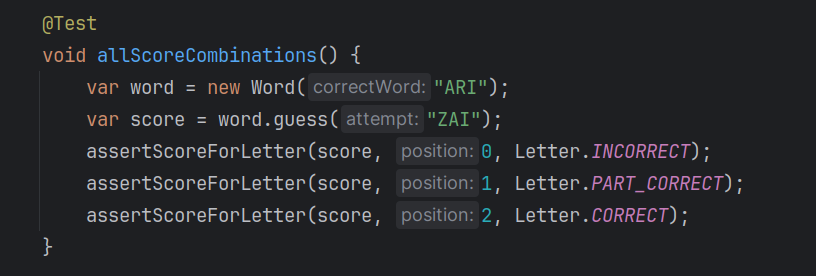 @Test
void allScoreCombinations() {
var word = new Word( correctWord: "ARI");
var score = word.guess( attempt: "ZAI");
assertScoreForLetter(score, position: 0, Letter.INCORRECT);
assertScoreForLetter(score, position: 1, Letter.PART_CORRECT);
assertScoreForLetter(score, position: 2, Letter.CORRECT);
}